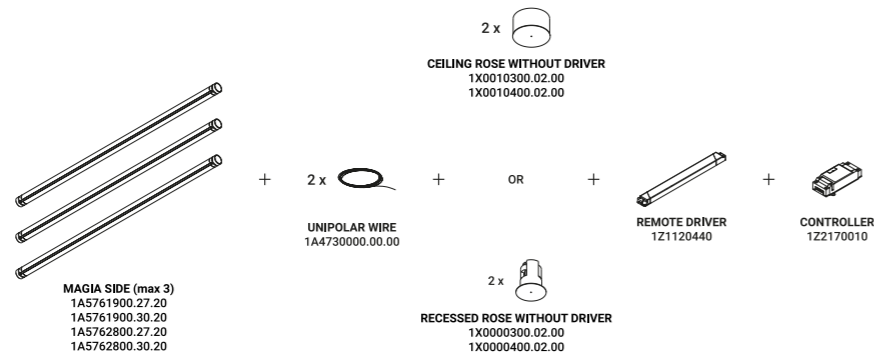 2 x
CEILING ROSE WITHOUT DRIVER
1X0010300.02.00
1X0010400.02.00
+
2 x
+
OR
+
+
UNIPOLAR WIRE
1A4730000.00.00
REMOTE DRIVER
1Z1120440
CONTROLLER
1Z2170010
2 x
MAGIA SIDE (max 3)
1A5761900.27.20
1A5761900.30.20
1A5762800.27.20
1A5762800.30.20
RECESSED ROSE WITHOUT DRIVER
1X0000300.02.00
1X0000400.02.00